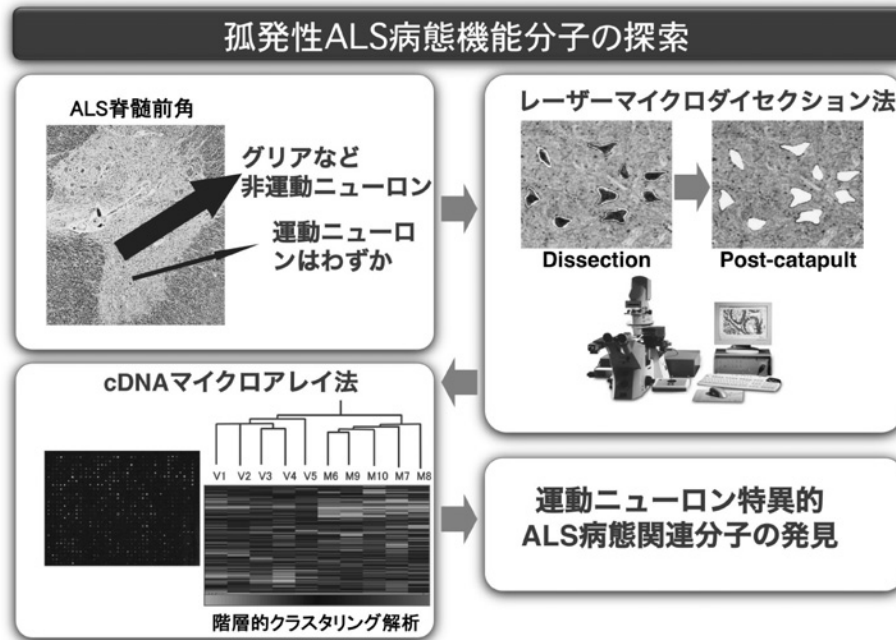 孤発性ALS病態機能分子の探索
ALS脊髄前角
グリアなど
非運動ニューロン
運動ニューロ
ンはわずか
レーザーマイクロダイセクション法
Dissection
Post-catapult
cDNAマイクロアレイ法
V1 V2 V3 V4 V5 M6 M9 M10 M7 M8
階層的クラスタリング解析
運動ニューロン特異的
ALS病態関連分子の発見